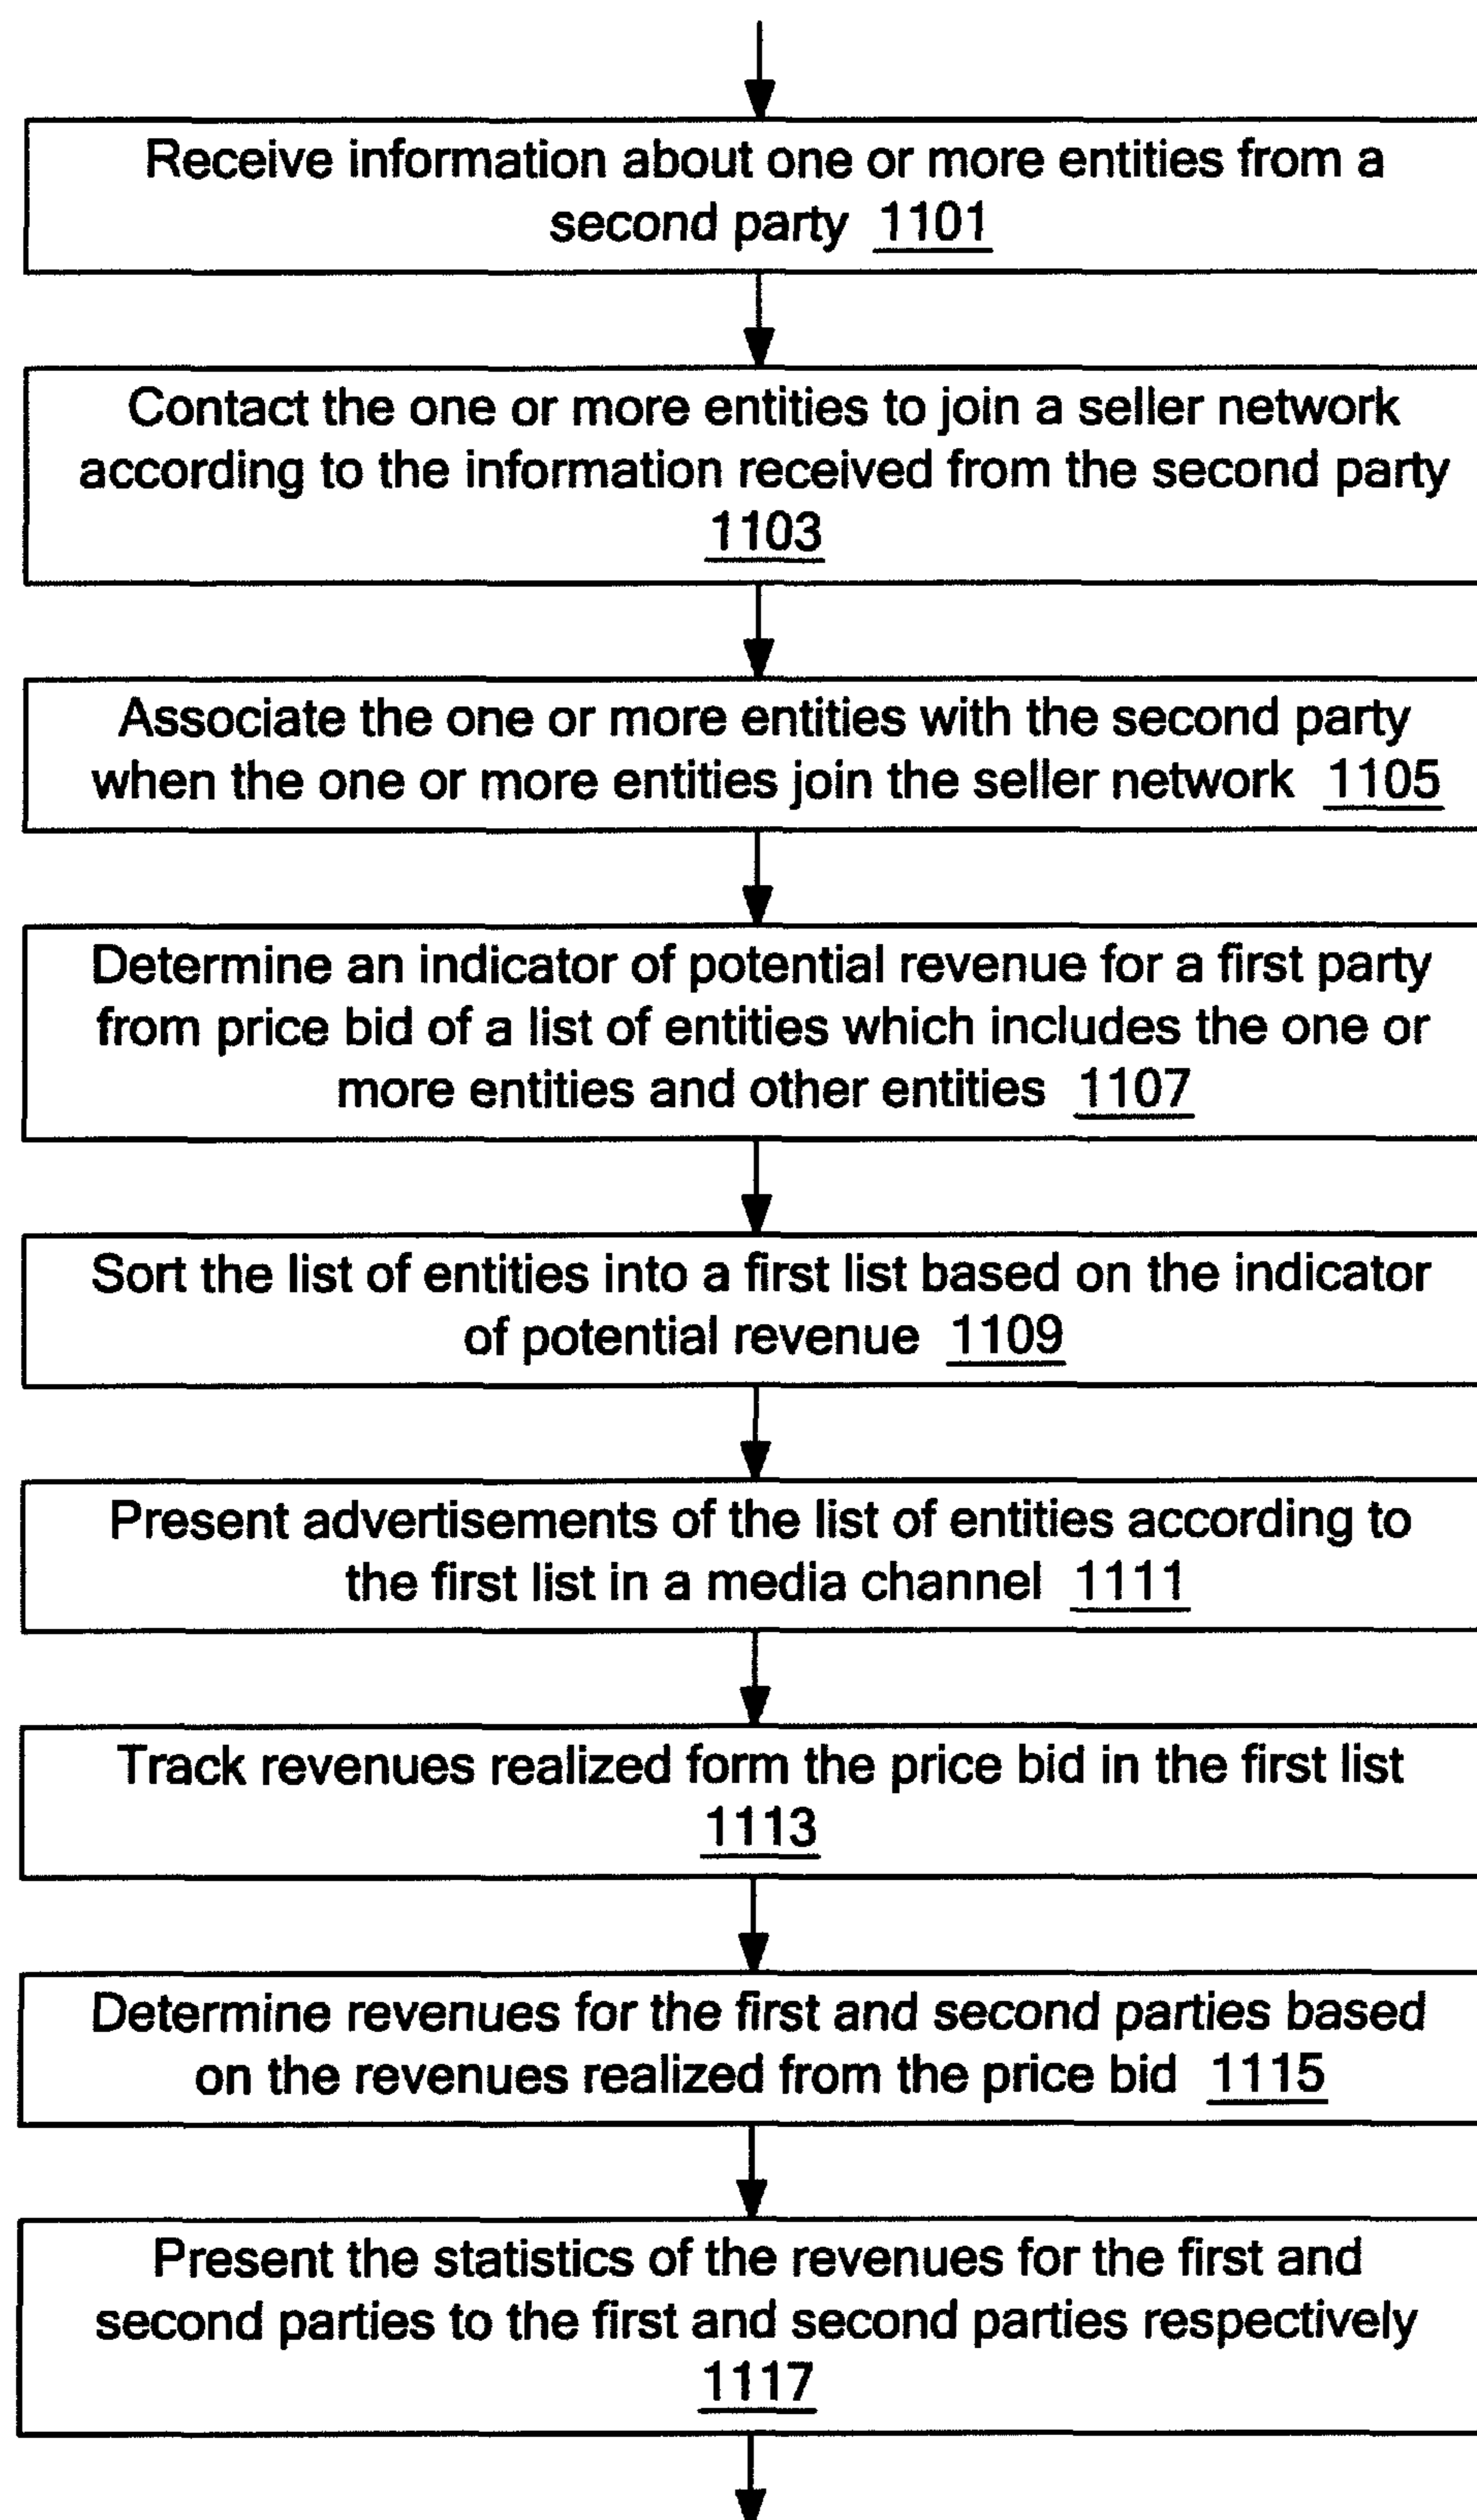 Receive information about one or more entities from a
second party 1101
Contact the one or more entities to join a seller network
according to the information received from the second party
1103
Associate the one or more entities with the second party
when the one or more entities join the seller network 1105
Determine an indicator of potential revenue for a first party
from price bid of a list of entities which includes the one or
more entities and other entities 1107
Sort the list of entities into a first list based on the indicator
of potential revenue 1109
Present advertisements of the list of entities according to
the first list in a media channel 1111
Track revenues realized form the price bid in the first list
1113
Determine revenues for the first and second parties based
on the revenues realized from the price bid 1115
Present the statistics of the revenues for the first and
second parties to the first and second parties respectively
1117